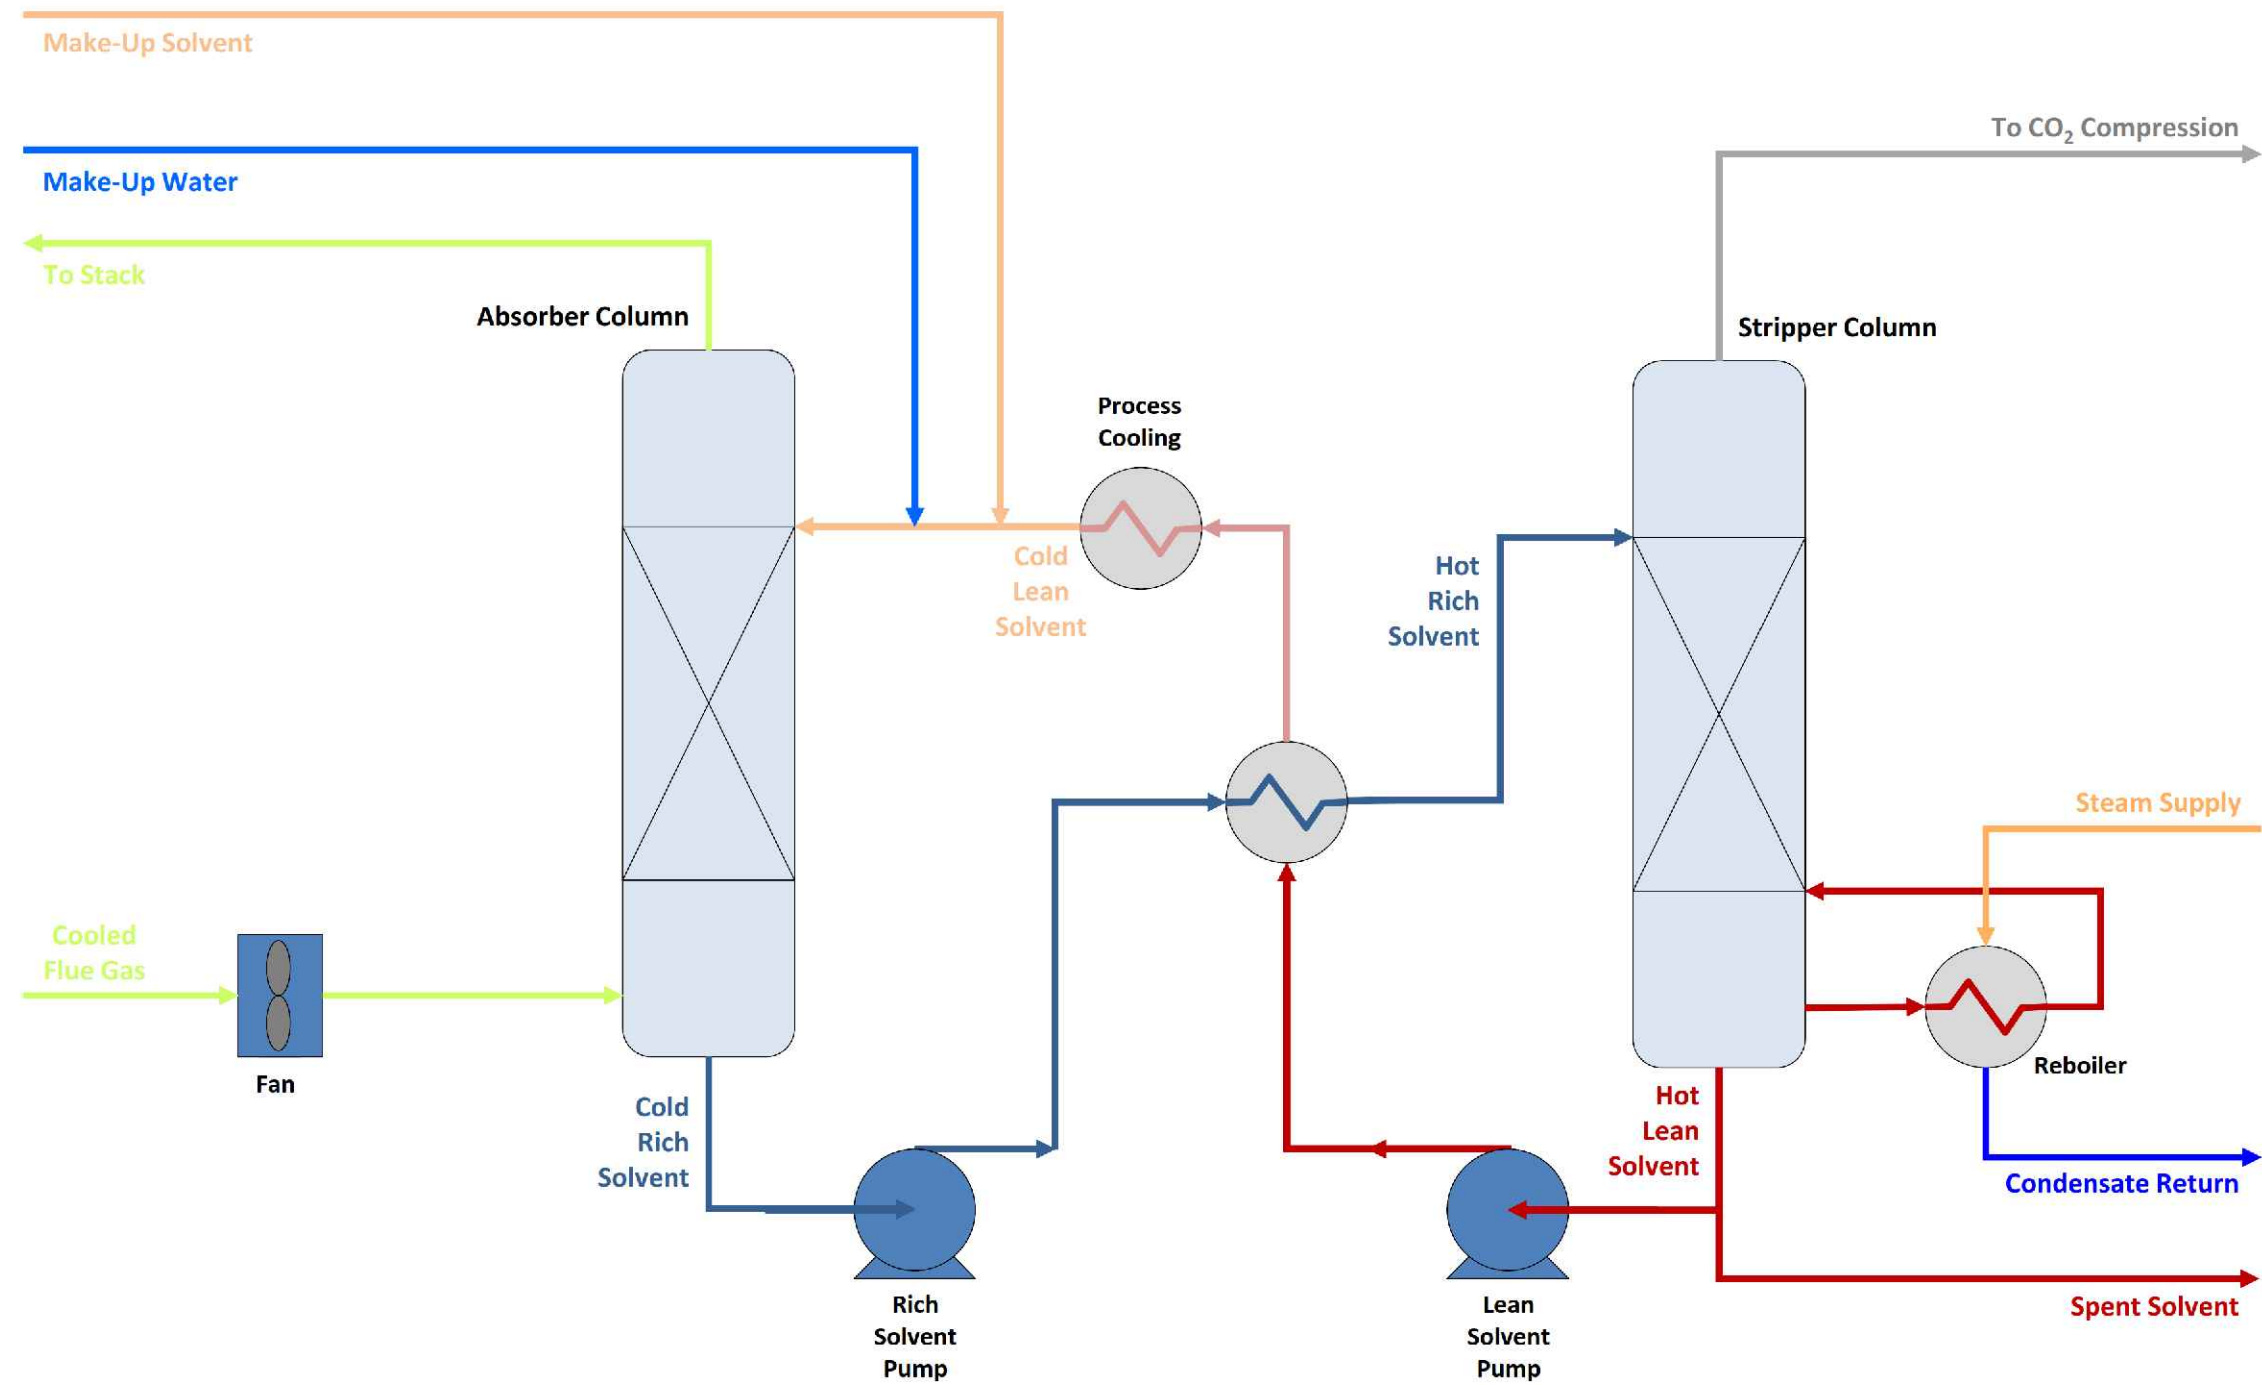 Make-Up Solvent
To CO₂ Compression
Make-Up Water
To Stack
Absorber Column
Stripper Column
Process
Cooling
Cold
Lean
Solvent
Hot
Rich
Solvent
Steam Supply
Cooled
Flue Gas
Fan
Reboiler
Cold
Rich
Solvent
Hot
Lean
Solvent
Condensate Return
Rich
Solvent
Pump
Lean
Solvent
Pump
Spent Solvent